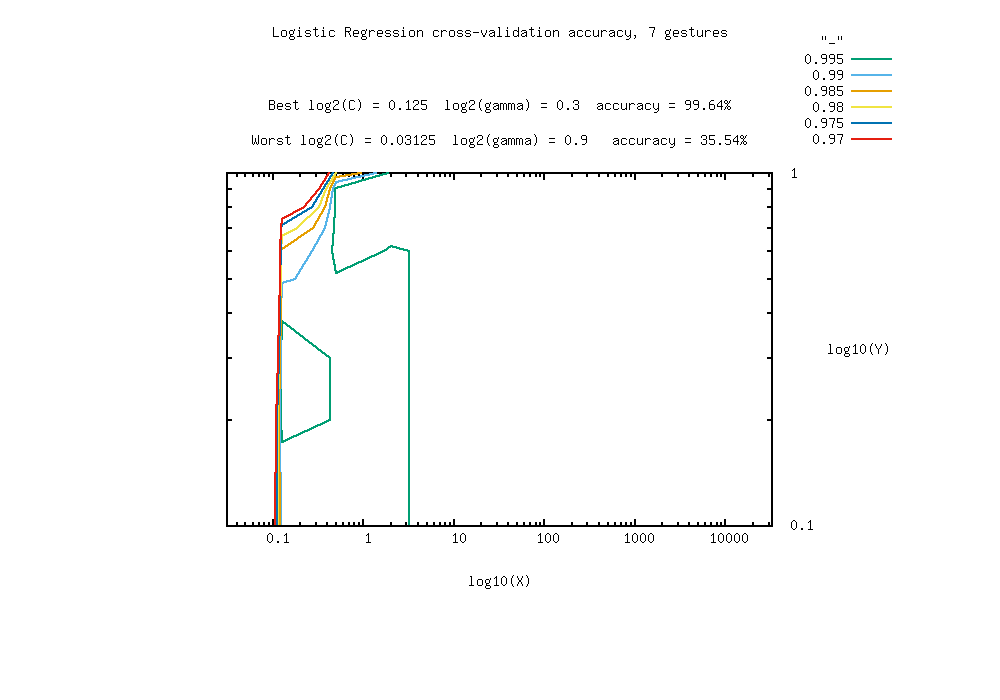 Logistic Regression cross-validation accuracy, 7 gestures
"_"
0.995
0.99
0.985
0.98
0.975
0.97
Best log2(C) = 0.125  log2(gamma) = 0.3  accuracy = 99.64%
Worst log2(C) = 0.03125  log2(gamma) = 0.9   accuracy = 35.54%
1
log10(Y)
0.1
0.1 1 10 100 1000 10000
log10(X)